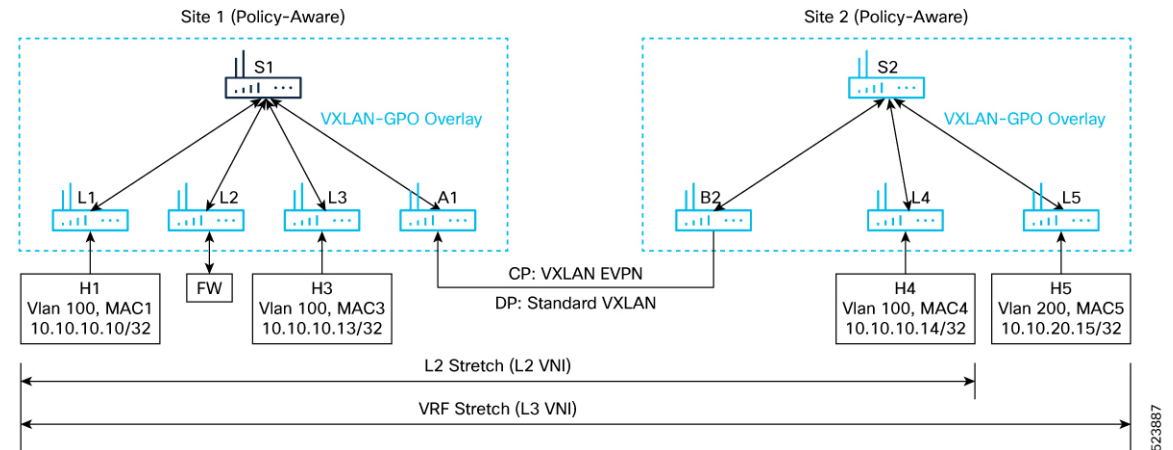 Site 1 (Policy-Aware)
Site 2 (Policy-Aware)
S1
S2
VXLAN-GPO Overlay
VXLAN-GPO Overlay
L1
L2
L3
A1
B2
L4
L5
H1
Vlan 100, MAC1
10.10.10.10/32
FW
H3
Vlan 100, MAC3
10.10.10.13/32
CP: VXLAN EVPN
DP: Standard VXLAN
H4
Vlan 100, MAC4
10.10.10.14/32
H5
Vlan 200, MAC5
10.10.20.15/32
L2 Stretch (L2 VNI)
VRF Stretch (L3 VNI)
523887